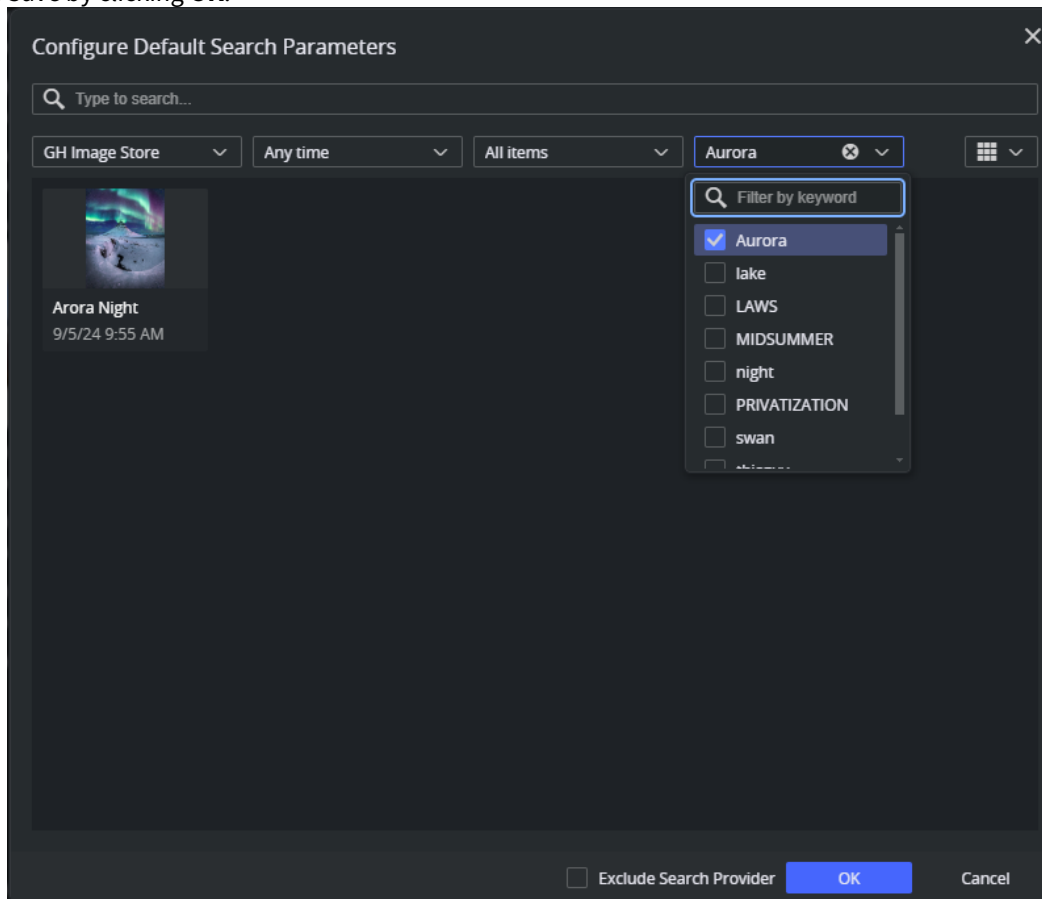 Configure Default Search Parameters
Type to search...
GH Image Store
Any time
All items
Aurora
Filter by keyword
Aurora
lake
LAWS
MIDSUMMER
night
PRIVATIZATION
swan
Arora Night
9/5/24 9:55 AM
Exclude Search Provider
OK
Cancel